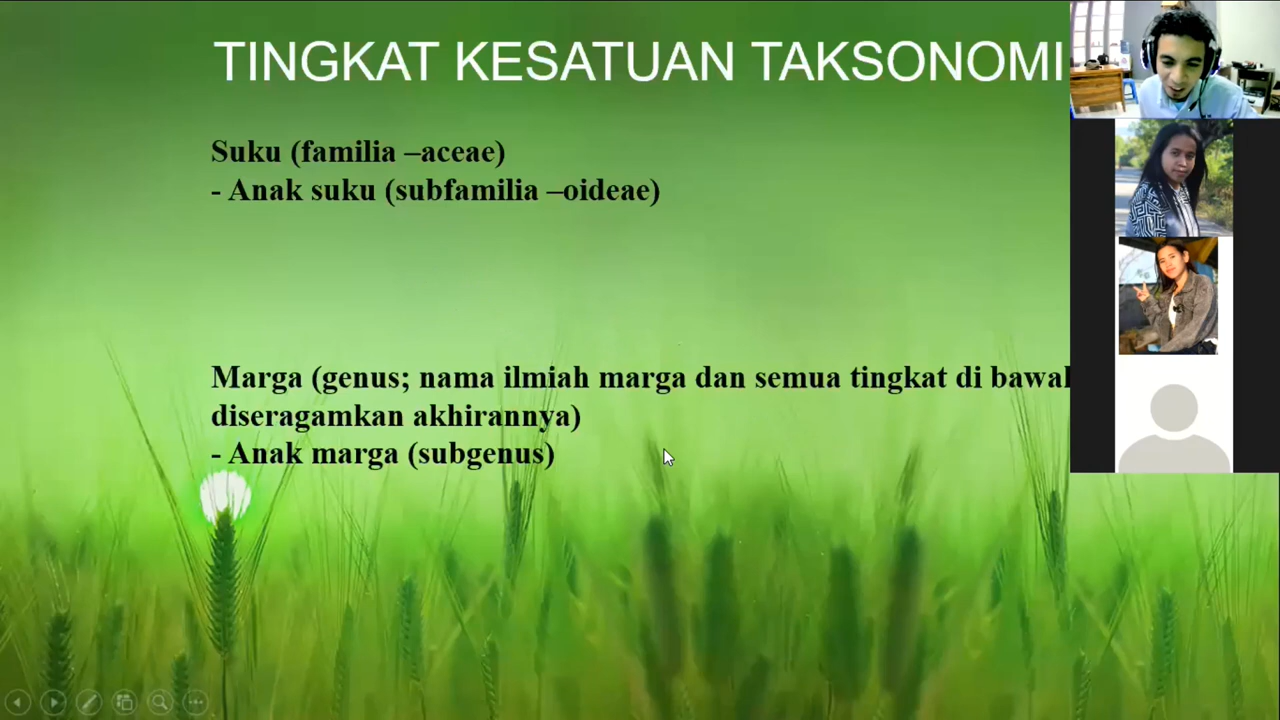 TINGKAT KESATUAN TAKSONOMI
Suku (familia –aceae)
- Anak suku (subfamilia –oideae)
Marga (genus; nama ilmiah marga dan semua tingkat di
diseragamkan akhirannya)
- Anak marga (subgenus)